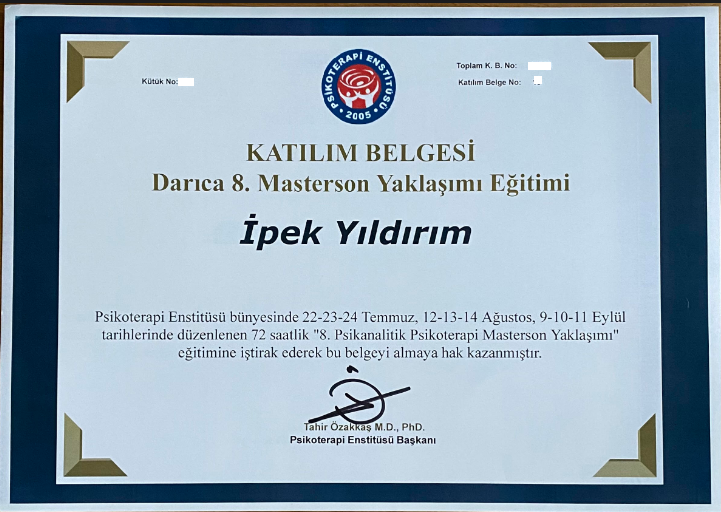 Kütük No:
Toplam K. B. No:
Katılım Belge No:
PSİKOTERAPİ ENSTİTÜSÜ
• 2005 •
KATILIM BELGESİ
Darıca 8. Masterson Yaklaşımı Eğitimi
İpek Yıldırım
Psikoterapi Enstitüsü bünyesinde 22-23-24 Temmuz, 12-13-14 Ağustos, 9-10-11 Eylül
tarihlerinde düzenlenen 72 saatlik "8. Psikanalitik Psikoterapi Masterson Yaklaşımı"
eğitimine iştirak ederek bu belgeyi almaya hak kazanmıştır.
Tahir Özakkaş M.D., PhD.
Psikoterapi Enstitüsü Başkanı